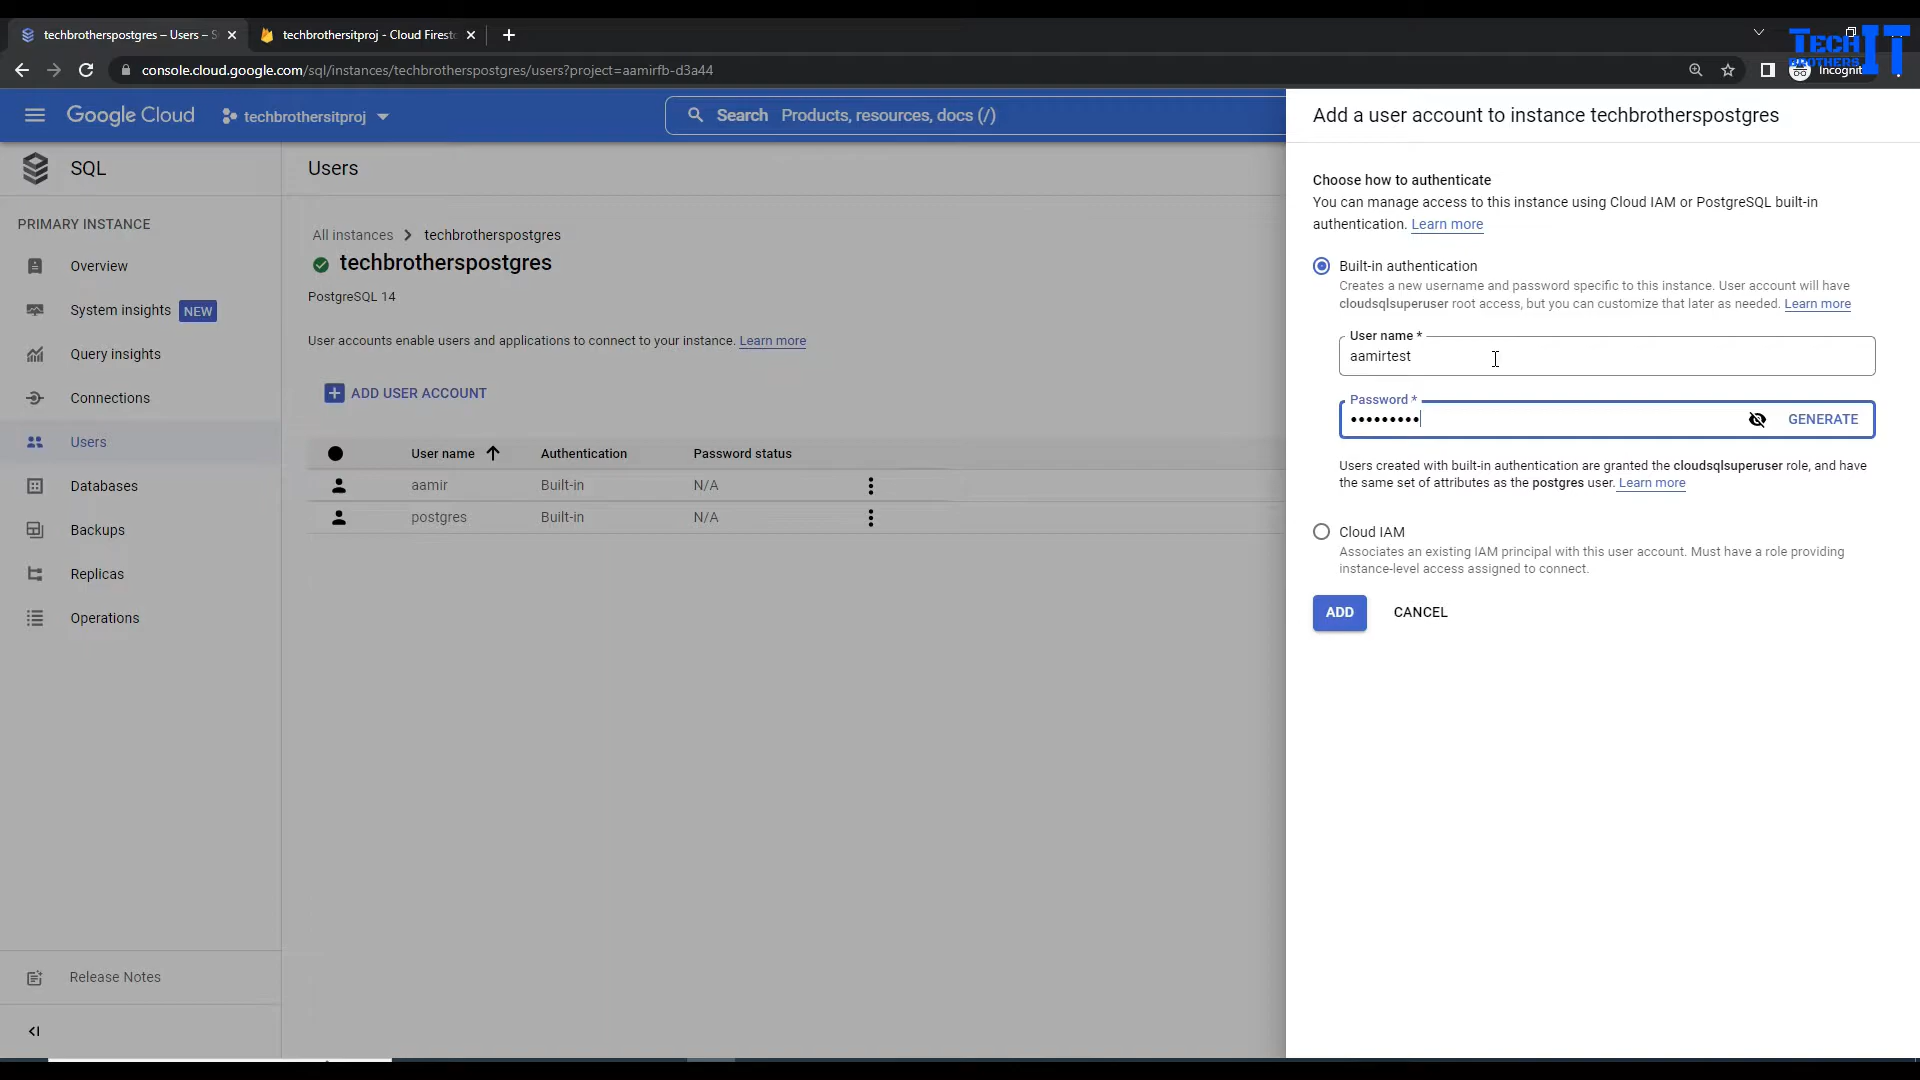 techbrotherspostgres – Users – S
techbrothersitproj - Cloud Firest
console.cloud.google.com/sql/instances/techbrotherspostgres/users?project=aamirfb-d3a44
Incognit
TECH
BROTHERS
IT
Google Cloud
techbrothersitproj
Search Products, resources, docs (/)
SQL
PRIMARY INSTANCE
Overview
System insights NEW
Query insights
Connections
Users
Databases
Backups
Replicas
Operations
Release Notes
Users
All instances > techbrotherspostgres
techbrotherspostgres
PostgreSQL 14
User accounts enable users and applications to connect to your instance. Learn more
ADD USER ACCOUNT
User name Authentication Password status
aamir Built-in N/A
postgres Built-in N/A
Add a user account to instance techbrotherspostgres
Choose how to authenticate
You can manage access to this instance using Cloud IAM or PostgreSQL built-in
authentication. Learn more
Built-in authentication
Creates a new username and password specific to this instance. User account will have
cloudsqlsuperuser root access, but you can customize that later as needed. Learn more
User name *
aamirtest
Password *
•••••••••
GENERATE
Users created with built-in authentication are granted the cloudsqlsuperuser role, and have
the same set of attributes as the postgres user. Learn more
Cloud IAM
Associates an existing IAM principal with this user account. Must have a role providing
instance-level access assigned to connect.
ADD CANCEL